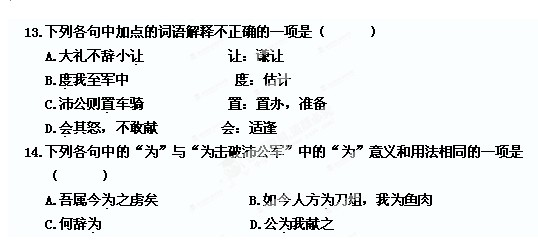 13.下列各句中加点的词语解释不正确的一项是（　　）
A.大礼不辞小让　　让：谦让
B.度我至军中　　度：估计
C.沛公则置车骑　　置：置办，准备
D.会其怒，不敢献　　会：适逢
14.下列各句中的“为”与“为击破沛公军”中的“为”意义和用法相同的一项是
（　　）
A.吾属今为之虏矣　　B.如今人方为刀俎，我为鱼肉
C.何辞为　　D.公为我献之